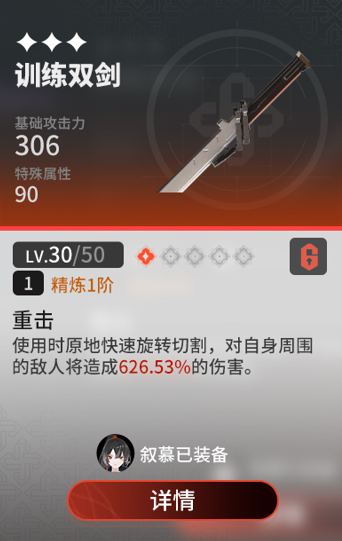 训练双剑
基础攻击力
306
特殊属性
90
LV.30/50
1 精炼1阶
重击
使用时原地快速旋转切割，对自身周围
的敌人将造成626.53%的伤害。
叙慕已装备
详情